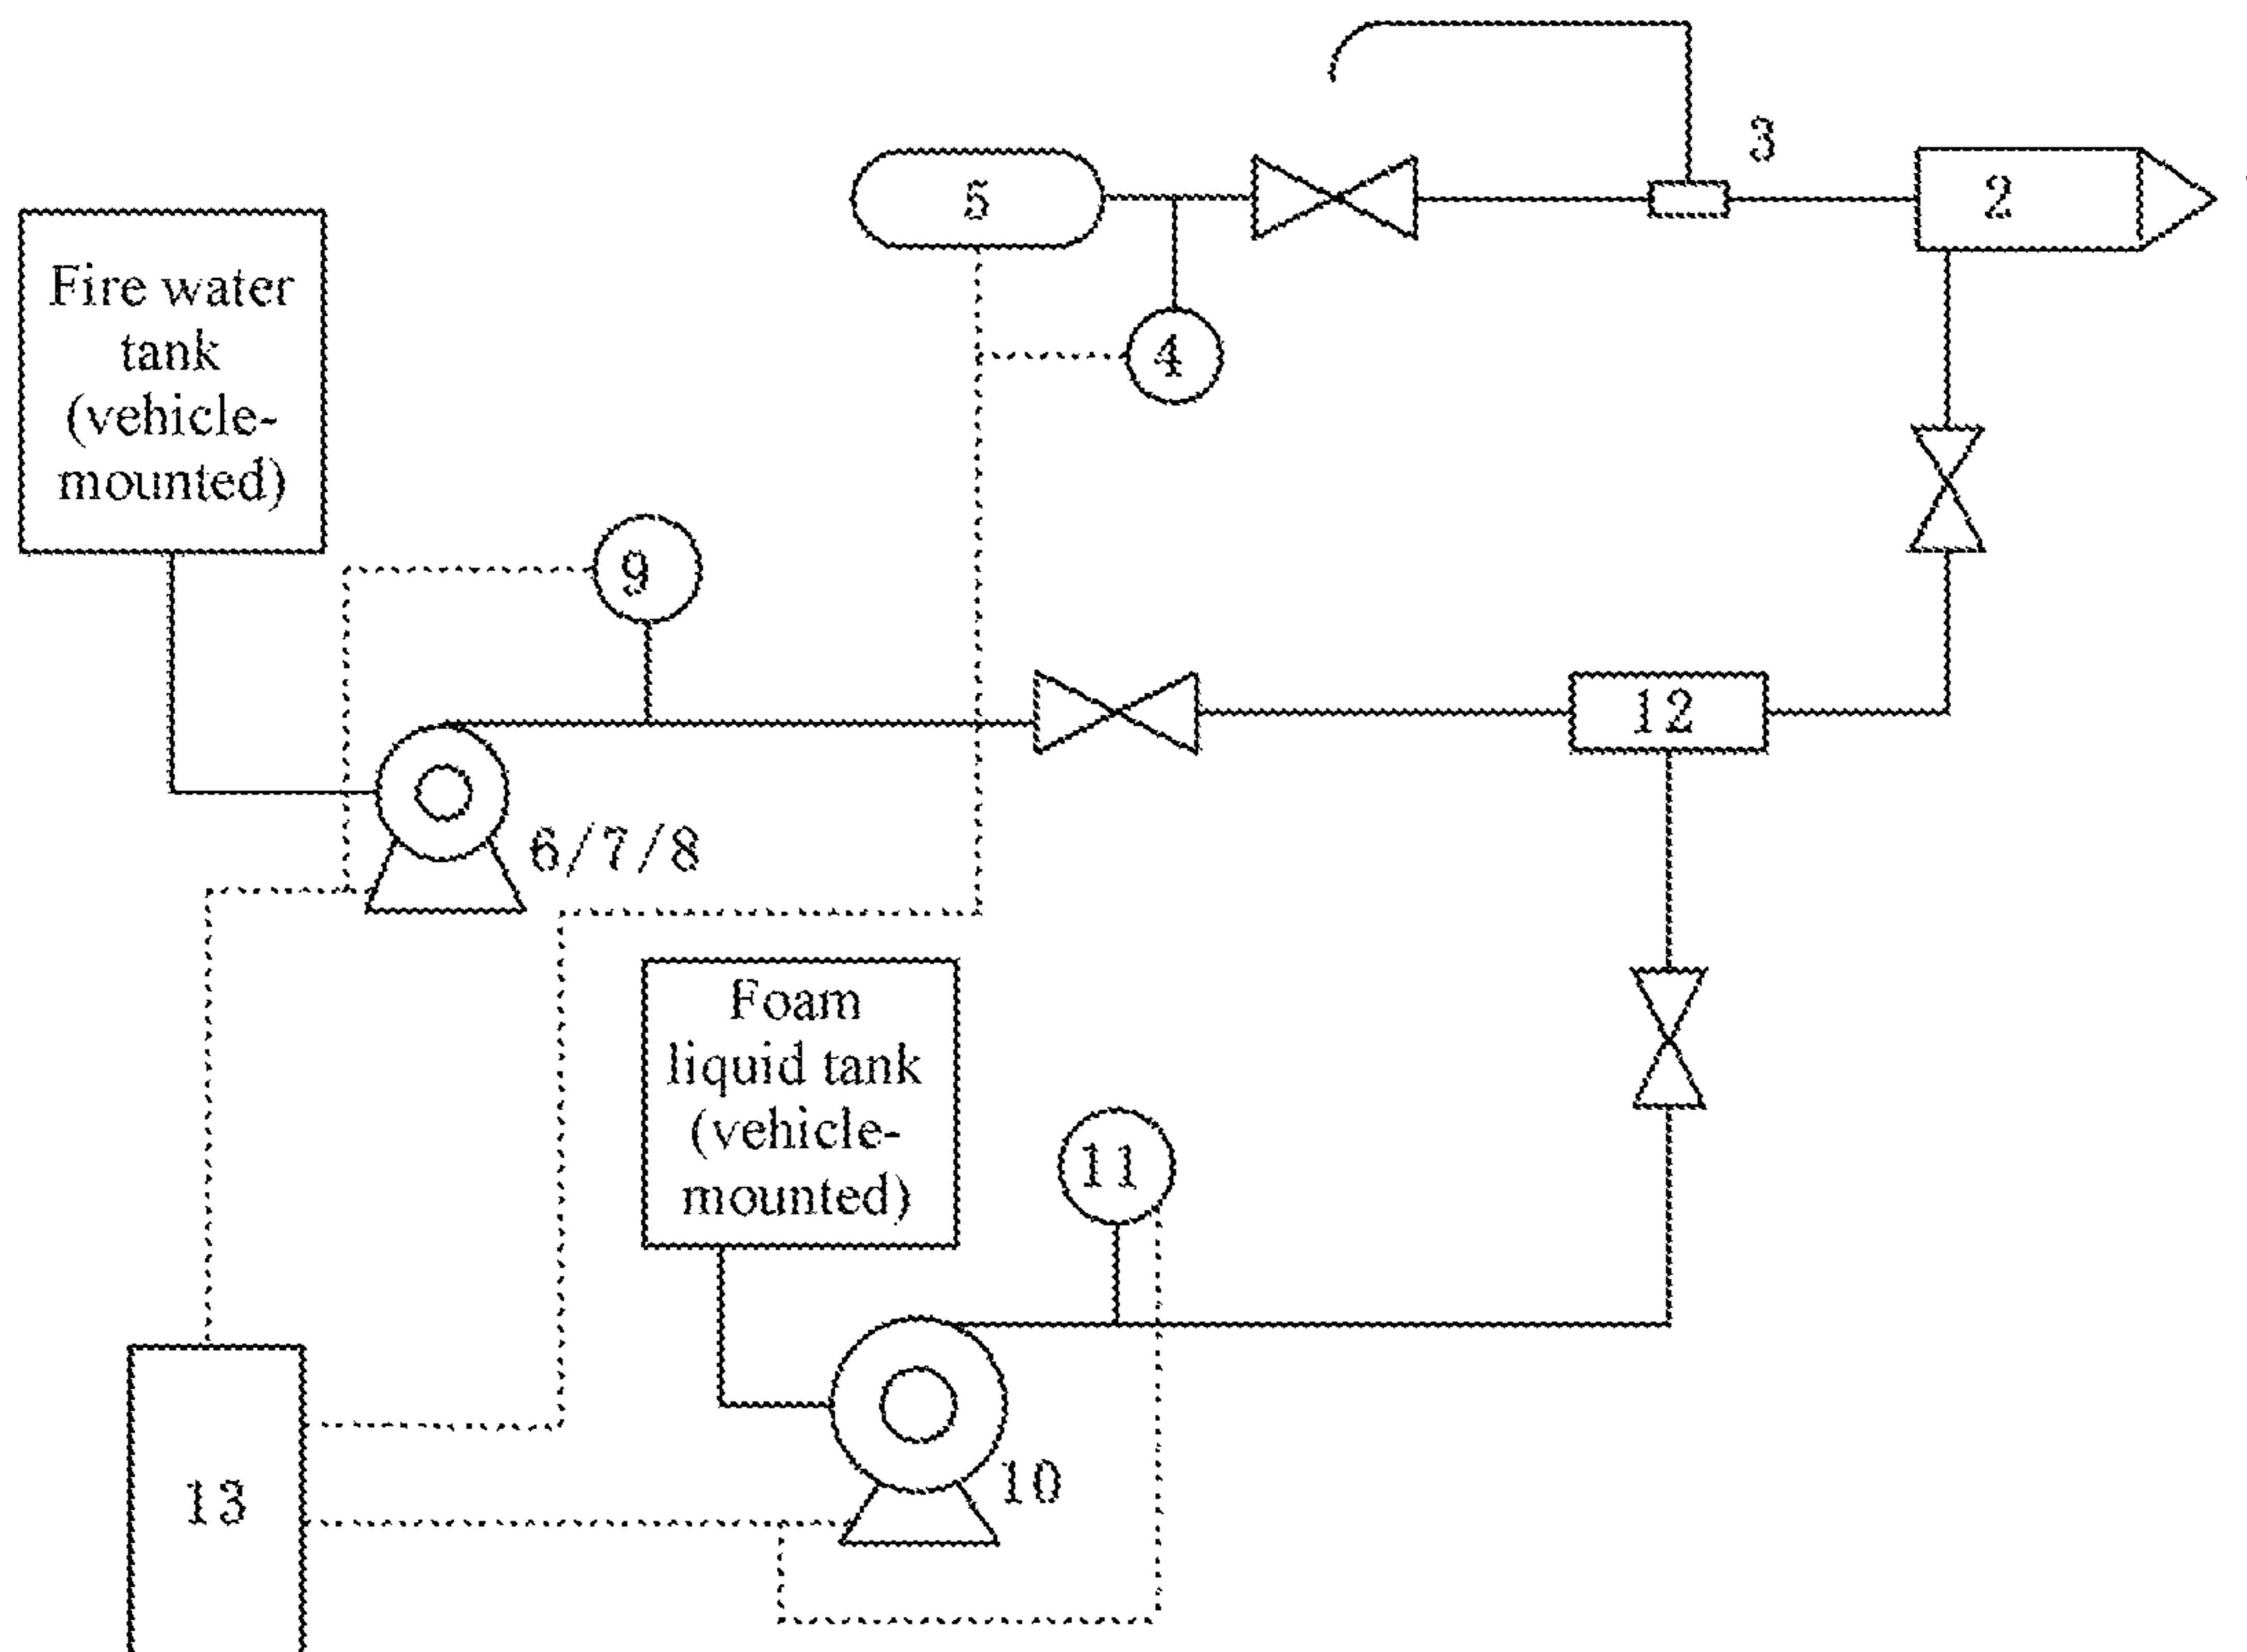 3
5
2
Fire water
tank
(vehicle-
mounted)
4
9
12
6/7/8
Foam
liquid tank
(vehicle-
mounted)
11
10
13